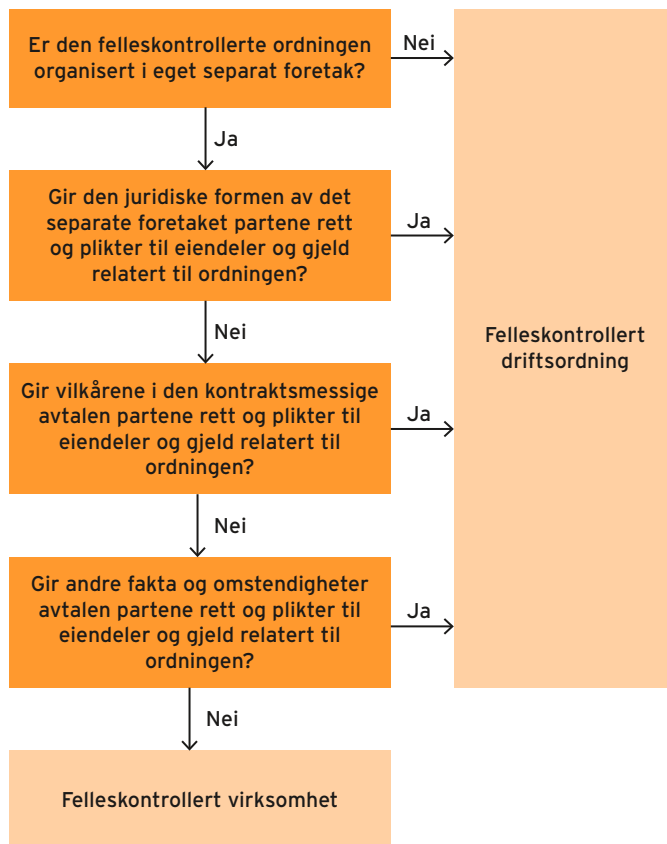 Er den felleskontrollerte ordningen
organisert i eget separat foretak?
Nei
Ja
Gir den juridiske formen av det
separate foretaket partene rett
og plikter til eiendeler og gjeld
relatert til ordningen?
Ja
Nei
Felleskontrollert
driftsordning
Gir vilkårene i den kontraktsmessige
avtalen partene rett og plikter til
eiendeler og gjeld relatert til
ordningen?
Ja
Nei
Gir andre fakta og omstendigheter
avtalen partene rett og plikter til
eiendeler og gjeld relatert til
ordningen?
Ja
Nei
Felleskontrollert virksomhet